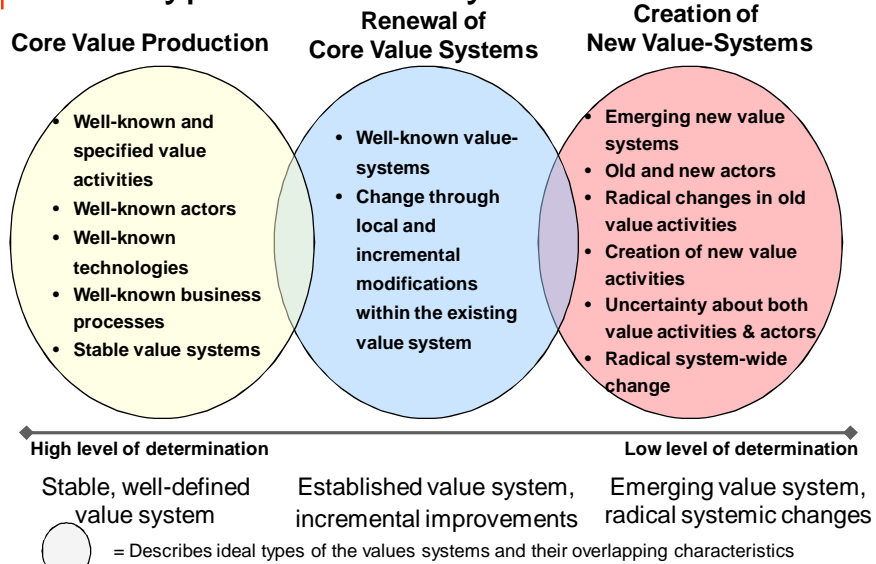 Core Value Production
Renewal of
Core Value Systems
Creation of
New Value-Systems
• Well-known and
specified value
activities
• Well-known actors
• Well-known
technologies
• Well-known business
processes
• Stable value systems
• Well-known value-
systems
• Change through
local and
incremental
modifications
within the existing
value system
• Emerging new value
systems
• Old and new actors
• Radical changes in old
value activities
• Creation of new value
activities
• Uncertainty about both
value activities & actors
• Radical system-wide
change
High level of determination
Low level of determination
Stable, well-defined
value system
Established value system,
incremental improvements
Emerging value system,
radical systemic changes
= Describes ideal types of the values systems and their overlapping characteristics